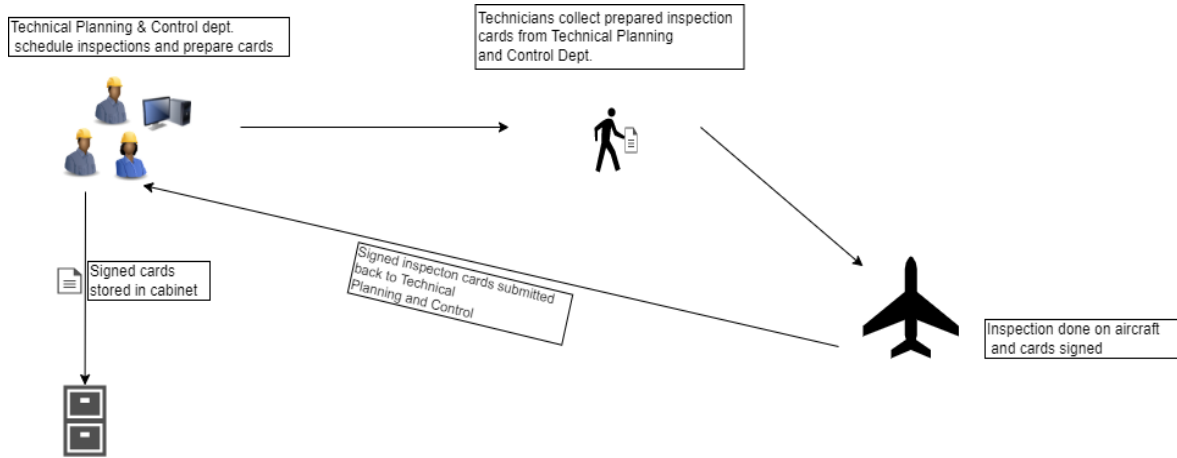 Technical Planning & Control dept.
schedule inspections and prepare cards
Technicians collect prepared inspection
cards from Technical Planning
and Control Dept.
Signed cards
stored in cabinet
Signed inspecton cards submitted
back to Technical
Planning and Control
Inspection done on aircraft
and cards signed